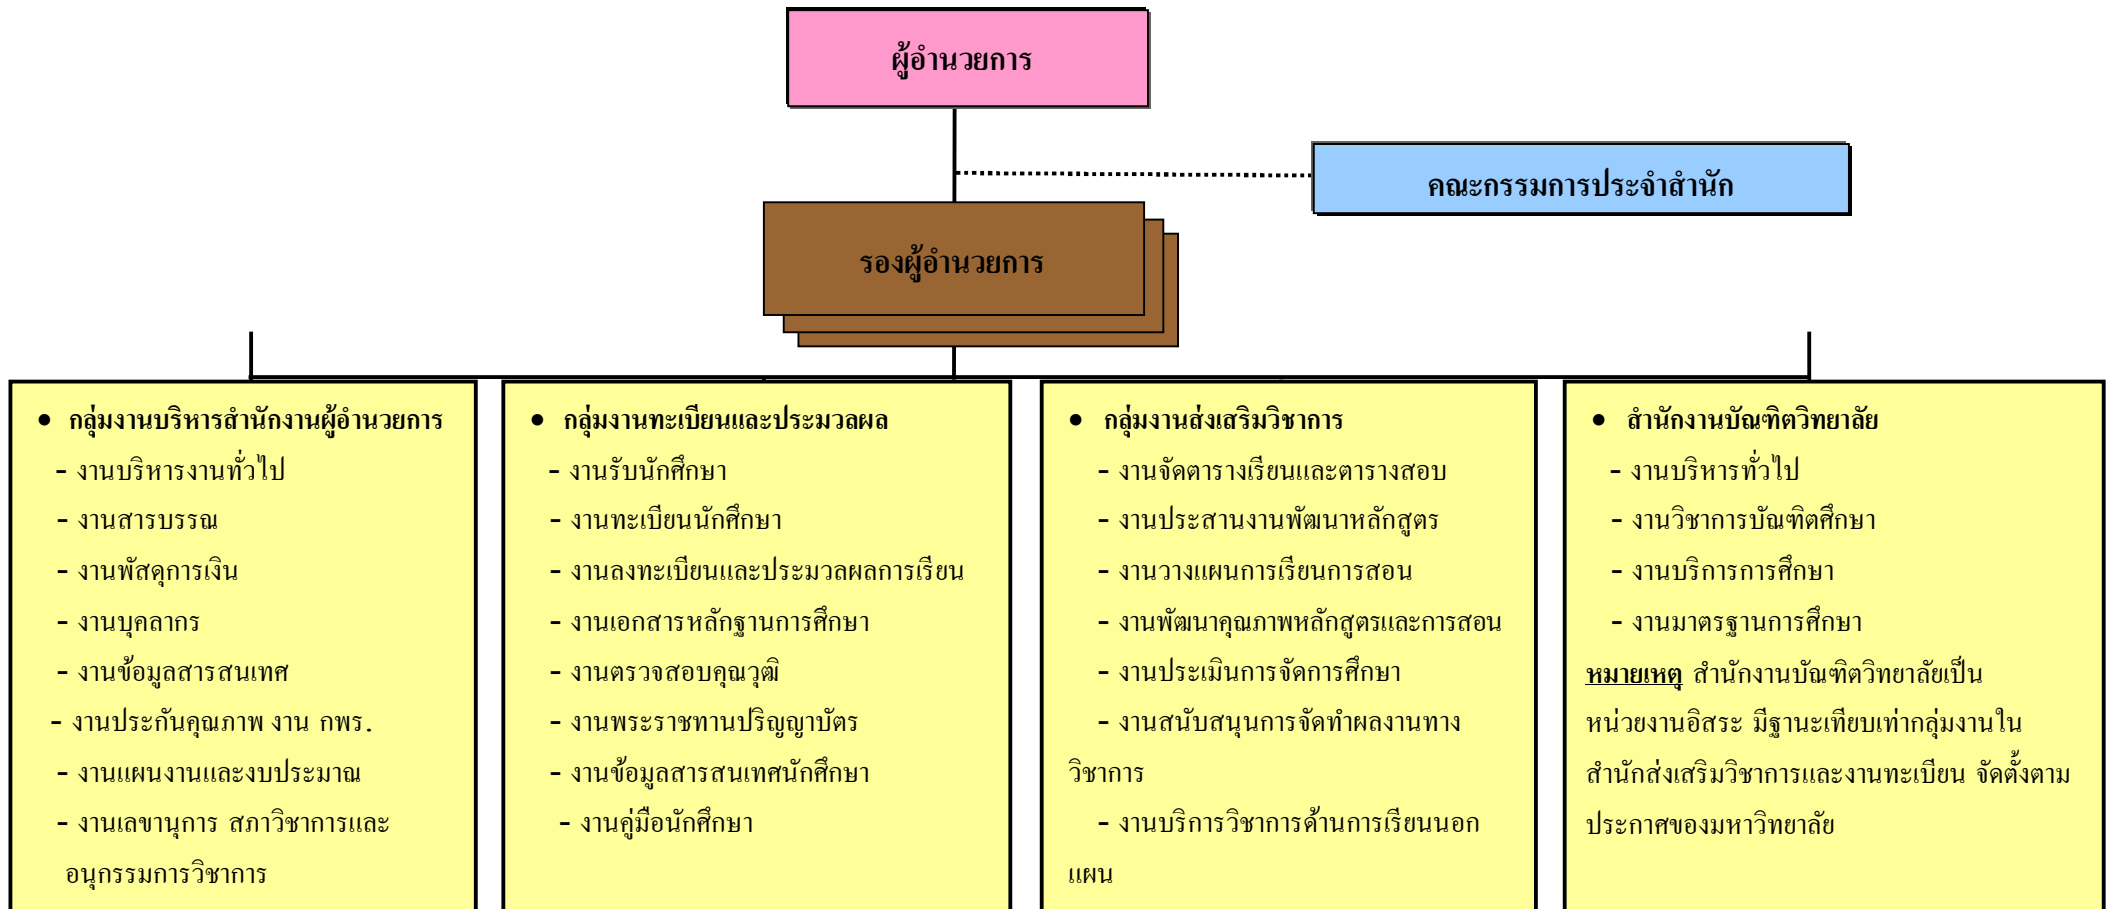 ผู้อำนวยการ
คณะกรรมการประจำสำนัก
รองผู้อำนวยการ
• กลุ่มงานบริหารสำนักงานผู้อำนวยการ
- งานบริหารงานทั่วไป
- งานสารบรรณ
- งานพัสดุการเงิน
- งานบุคลากร
- งานข้อมูลสารสนเทศ
- งานประกันคุณภาพ งาน กพร.
- งานแผนงานและงบประมาณ
- งานเลขานุการ สภาวิชาการและ
อนุกรรมการวิชาการ
• กลุ่มงานทะเบียนและประมวลผล
- งานรับนักศึกษา
- งานทะเบียนนักศึกษา
- งานลงทะเบียนและประมวลผลการเรียน
- งานเอกสารหลักฐานการศึกษา
- งานตรวจสอบคุณวุฒิ
- งานพระราชทานปริญญาบัตร
- งานข้อมูลสารสนเทศนักศึกษา
- งานคู่มือนักศึกษา
• กลุ่มงานส่งเสริมวิชาการ
- งานจัดตารางเรียนและตารางสอบ
- งานประสานงานพัฒนาหลักสูตร
- งานวางแผนการเรียนการสอน
- งานพัฒนาคุณภาพหลักสูตรและการสอน
- งานประเมินการจัดการศึกษา
- งานสนับสนุนการจัดทำผลงานทาง
วิชาการ
- งานบริการวิชาการด้านการเรียนนอก
แผน
• สำนักงานบัณฑิตวิทยาลัย
- งานบริหารทั่วไป
- งานวิชาการบัณฑิตศึกษา
- งานบริการการศึกษา
- งานมาตรฐานการศึกษา
หมายเหตุ สำนักงานบัณฑิตวิทยาลัยเป็น
หน่วยงานอิสระ มีฐานะเทียบเท่ากลุ่มงานใน
สำนักส่งเสริมวิชาการและงานทะเบียน จัดตั้งตาม
ประกาศของมหาวิทยาลัย